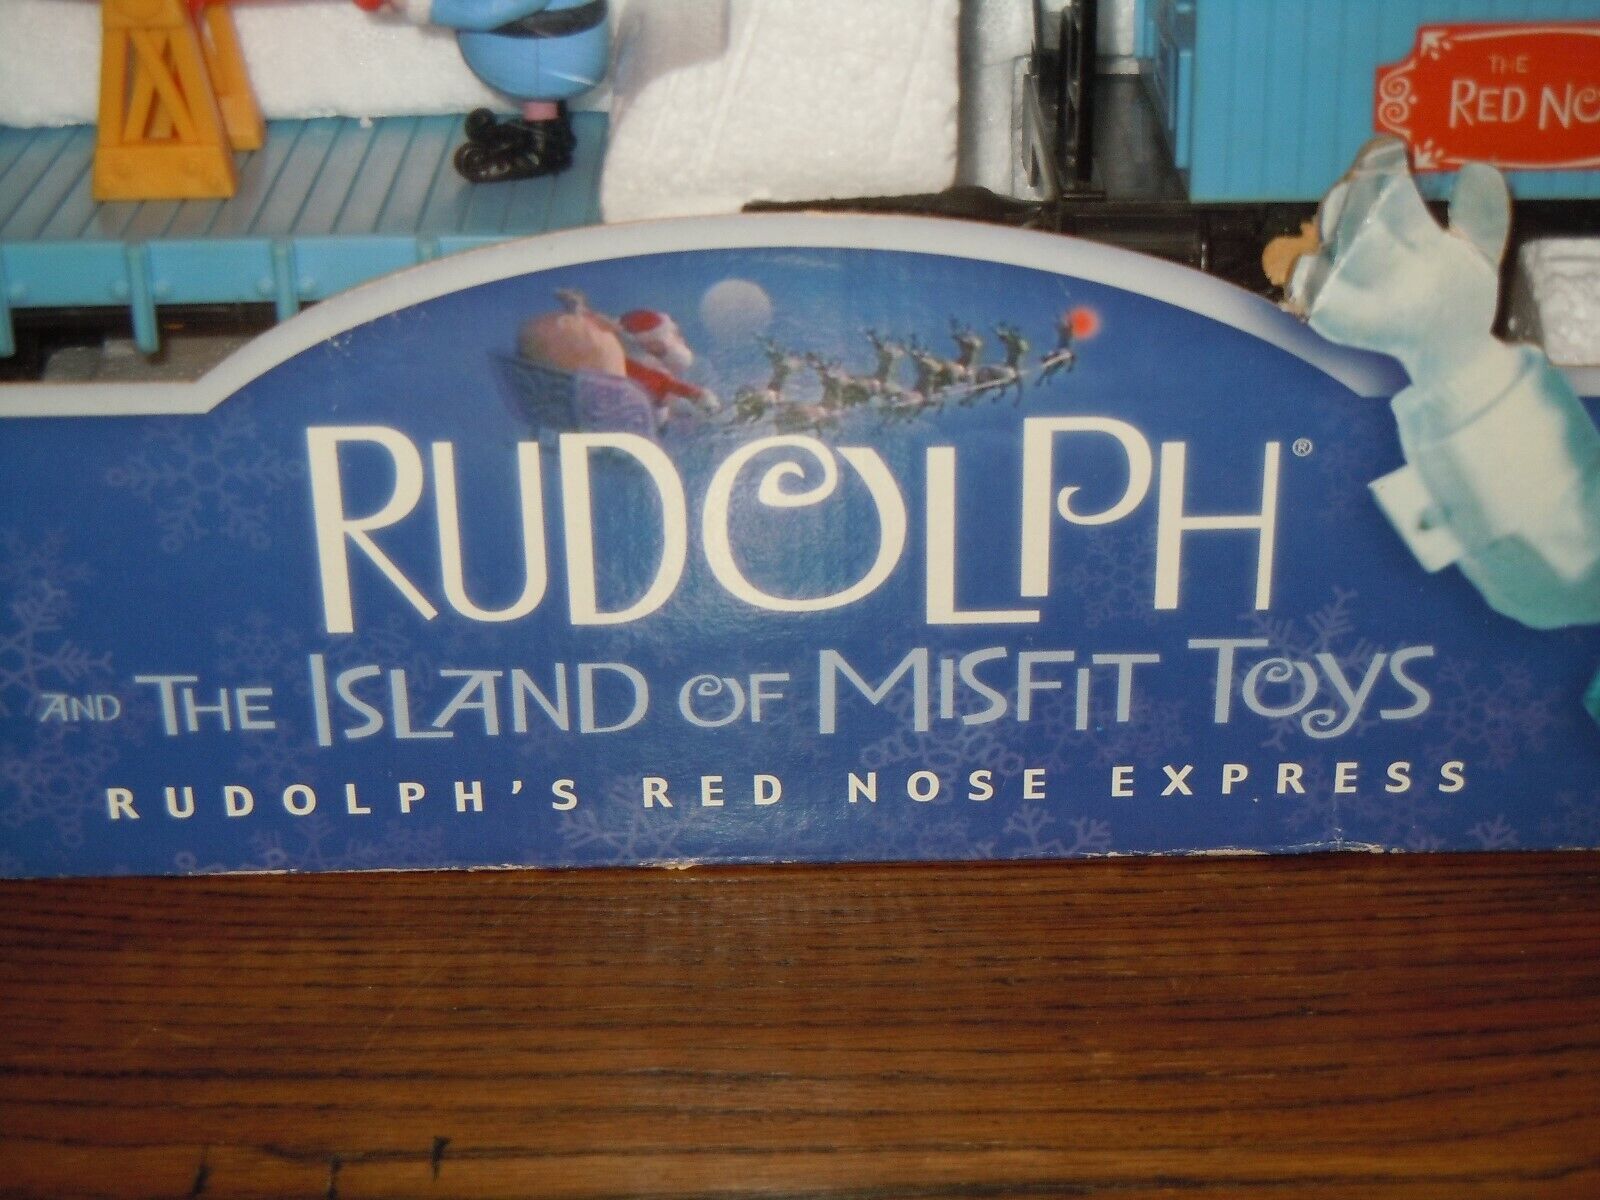 THE
RED NO
RUDOLPH®
AND THE ISLAND OF MISFIT TOYS
RUDOLPH'S RED NOSE EXPRESS